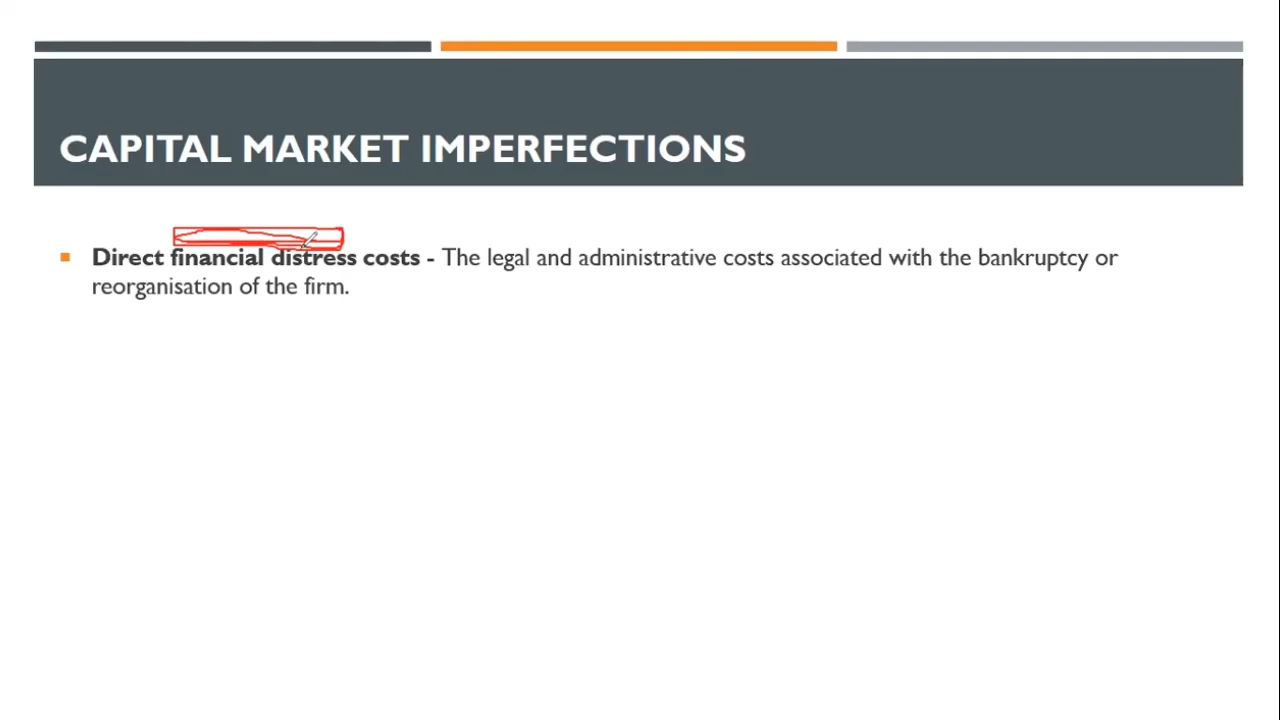 CAPITAL MARKET IMPERFECTIONS
Direct financial distress costs - The legal and administrative costs associated with the bankruptcy or
reorganisation of the firm.